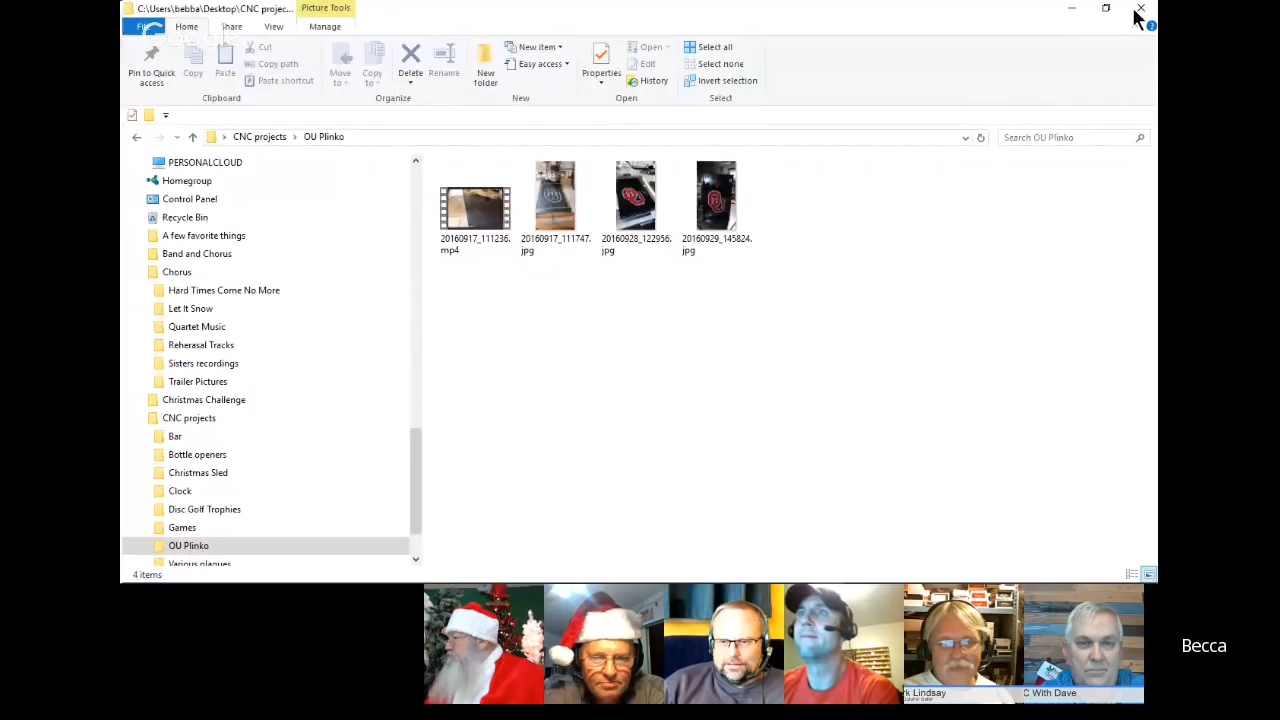 C:\Users\bebba\Desktop\CNC projec...
Picture Tools
File
Home
Share
View
Manage
Pin to Quick access
Copy
Paste
Cut
Copy path
Paste shortcut
Clipboard
Move to
Copy to
Delete
Rename
Organize
New folder
New item
Easy access
New
Properties
Open
Edit
History
Open
Select all
Select none
Invert selection
Select
CNC projects
OU Plinko
Search OU Plinko
PERSONALCLOUD
Homegroup
Control Panel
Recycle Bin
A few favorite things
Band and Chorus
Chorus
Hard Times Come No More
Let It Snow
Quartet Music
Reherasal Tracks
Sisters recordings
Trailer Pictures
Christmas Challenge
CNC projects
Bar
Bottle openers
Christmas Sled
Clock
Disc Golf Trophies
Games
OU Plinko
Various plaques
20160917_111236.
mp4
20160917_111747.
jpg
20160928_122956.
jpg
20160929_145824.
jpg
4 items
rk Lindsay
C With Dave
Becca